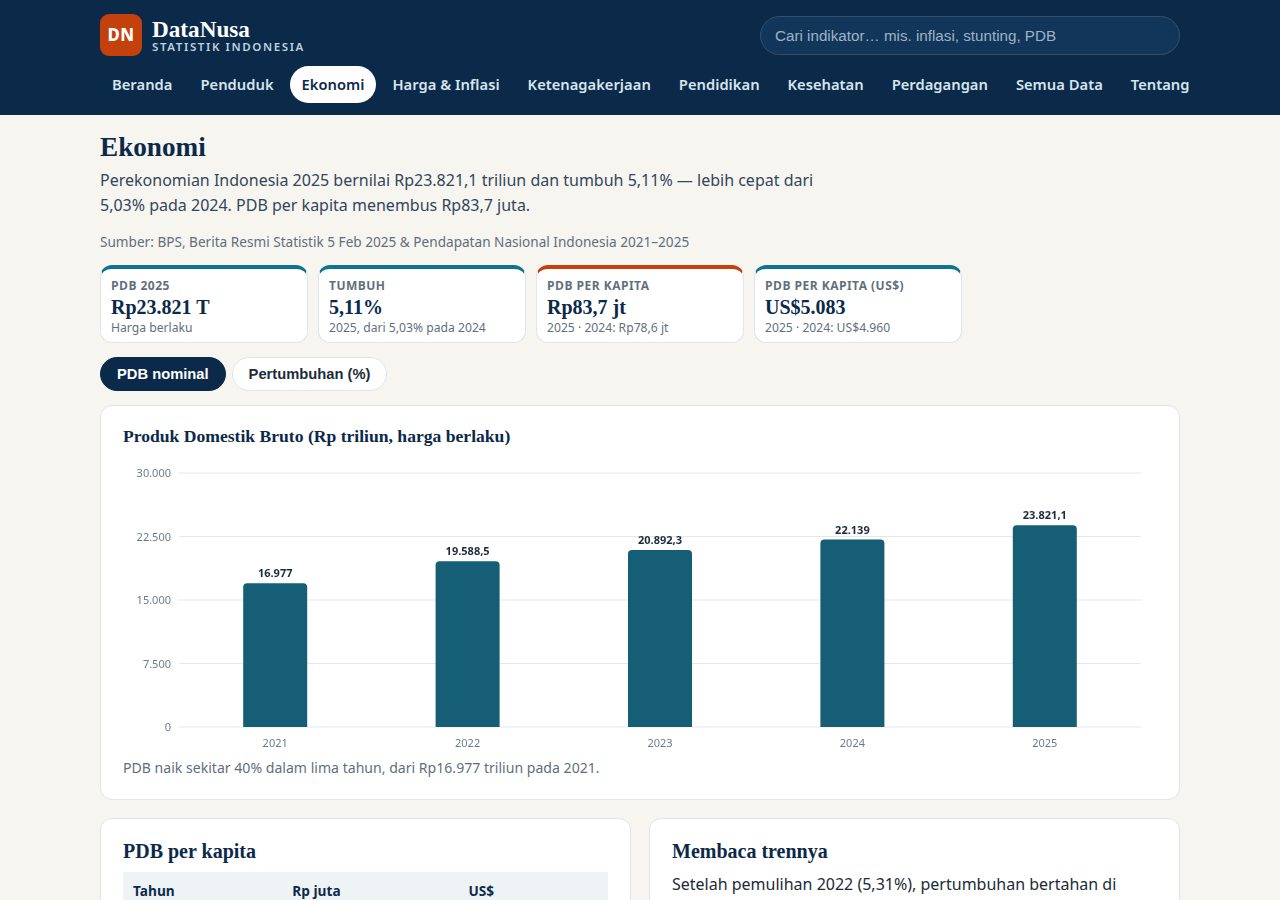 DN
DataNusa
STATISTIK INDONESIA
Cari indikator… mis. inflasi, stunting, PDB
Beranda Penduduk Ekonomi Harga & Inflasi Ketenagakerjaan Pendidikan Kesehatan Perdagangan Semua Data Tentang
Ekonomi
Perekonomian Indonesia 2025 bernilai Rp23.821,1 triliun dan tumbuh 5,11% — lebih cepat dari
5,03% pada 2024. PDB per kapita menembus Rp83,7 juta.
Sumber: BPS, Berita Resmi Statistik 5 Feb 2025 & Pendapatan Nasional Indonesia 2021–2025
PDB 2025
Rp23.821 T
Harga berlaku
TUMBUH
5,11%
2025, dari 5,03% pada 2024
PDB PER KAPITA
Rp83,7 jt
2025 · 2024: Rp78,6 jt
PDB PER KAPITA (US$)
US$5.083
2025 · 2024: US$4.960
PDB nominal
Pertumbuhan (%)
Produk Domestik Bruto (Rp triliun, harga berlaku)
30.000
22.500
15.000
7.500
0
16.977
19.588,5
20.892,3
22.139
23.821,1
2021 2022 2023 2024 2025
PDB naik sekitar 40% dalam lima tahun, dari Rp16.977 triliun pada 2021.
PDB per kapita
Tahun Rp juta US$
Membaca trennya
Setelah pemulihan 2022 (5,31%), pertumbuhan bertahan di